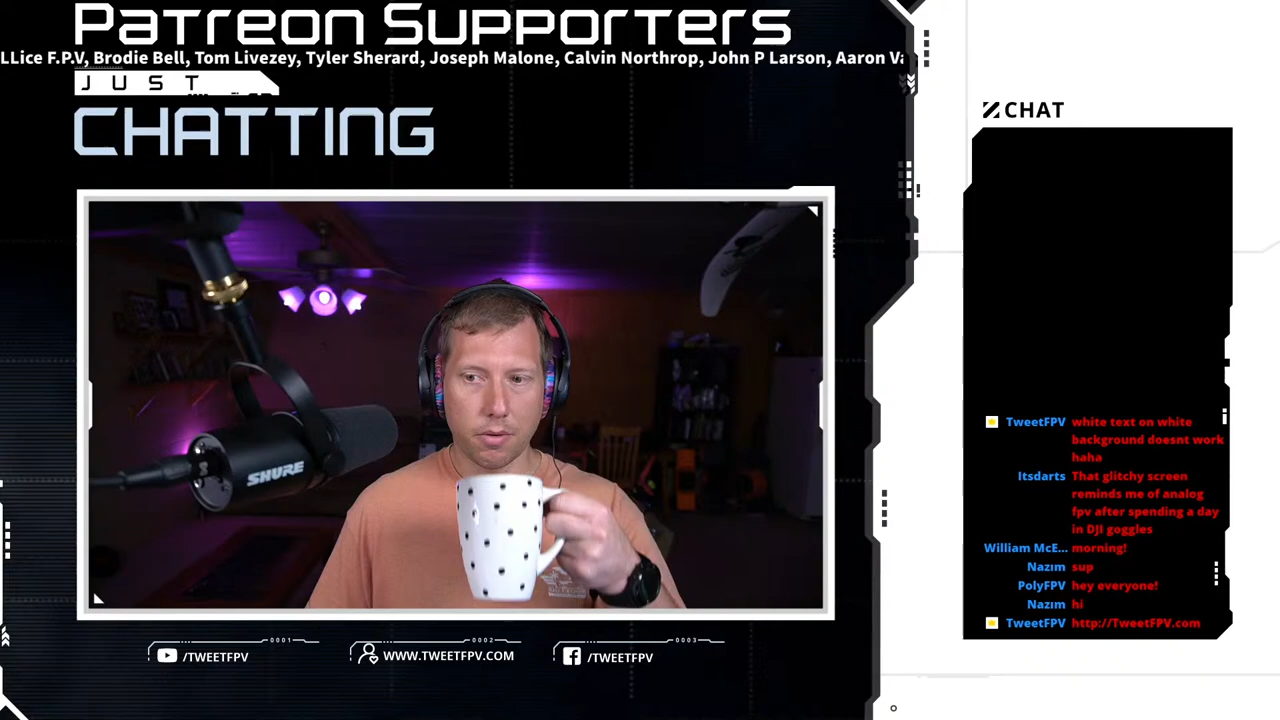 Patreon Supporters
LLice F.P.V, Brodie Bell, Tom Livezey, Tyler Sherard, Joseph Malone, Calvin Northrop, John P Larson, Aaron
JUST
CHATTING
SHURE
/TWEETFPV
0001
WWW.TWEETFPV.COM
0002
/TWEETFPV
0003
CHAT
TweetFPV white text on white
background doesnt work
haha
Itsdarts That glitchy screen
reminds me of analog
fpv after spending a day
in DJI goggles
William McE... morning!
Nazım sup
PolyFPV hey everyone!
Nazım hi
TweetFPV http://TweetFPV.com